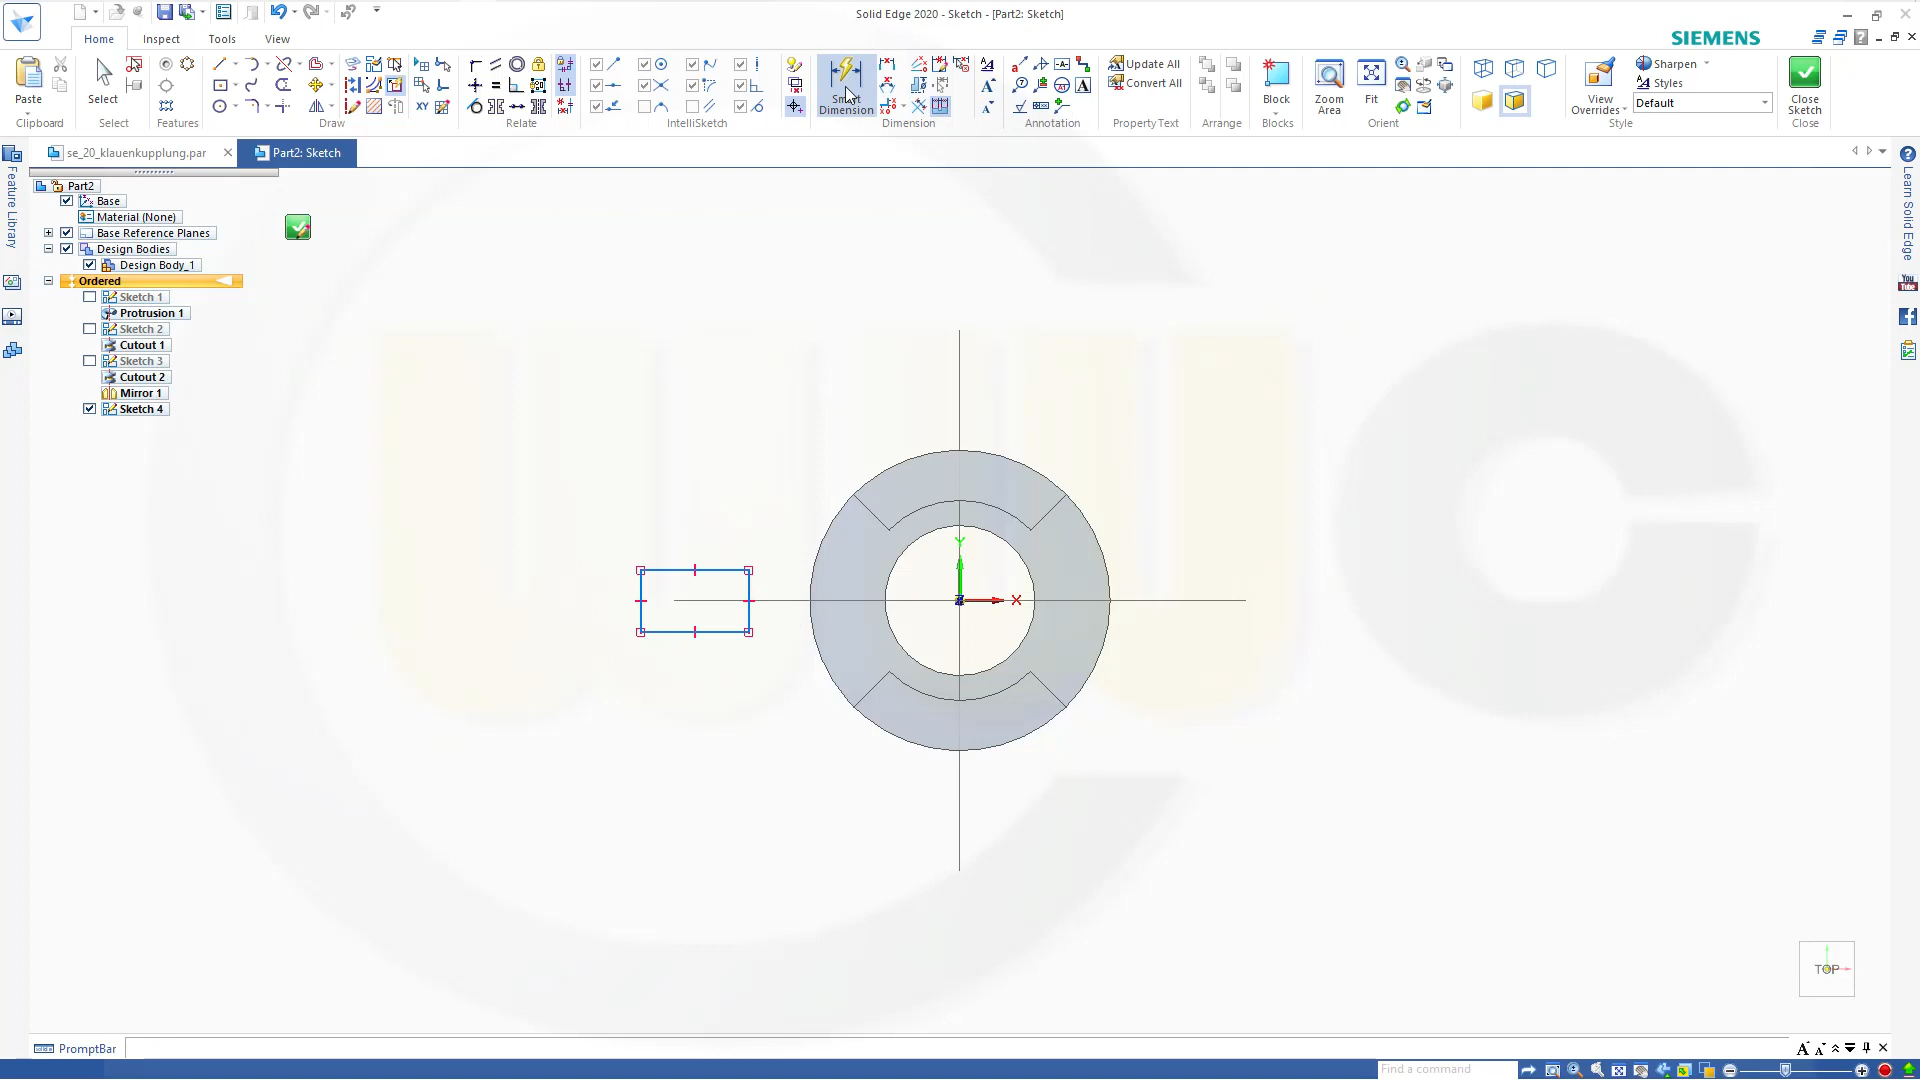 Solid Edge 2020 - Sketch - [Part2: Sketch]
Home Inspect Tools View
SIEMENS
Paste
Clipboard
Select
Select
Features
Draw
Relate
IntelliSketch
Smart Dimension
Dimension
Annotation
Update All
Convert All
Property Text
Arrange
Block
Blocks
Zoom Area
Fit
Orient
View Overrides
Sharpen
Styles
Default
Style
Close Sketch
Close
se_20_klauenkupplung.par
Part2: Sketch
Feature Library
Part2
Base
Material (None)
Base Reference Planes
Design Bodies
Design Body_1
Ordered
Sketch 1
Protrusion 1
Sketch 2
Cutout 1
Sketch 3
Cutout 2
Mirror 1
Sketch 4
Learn Solid Edge
You Tube
Y
X
TOP
PromptBar
Find a command